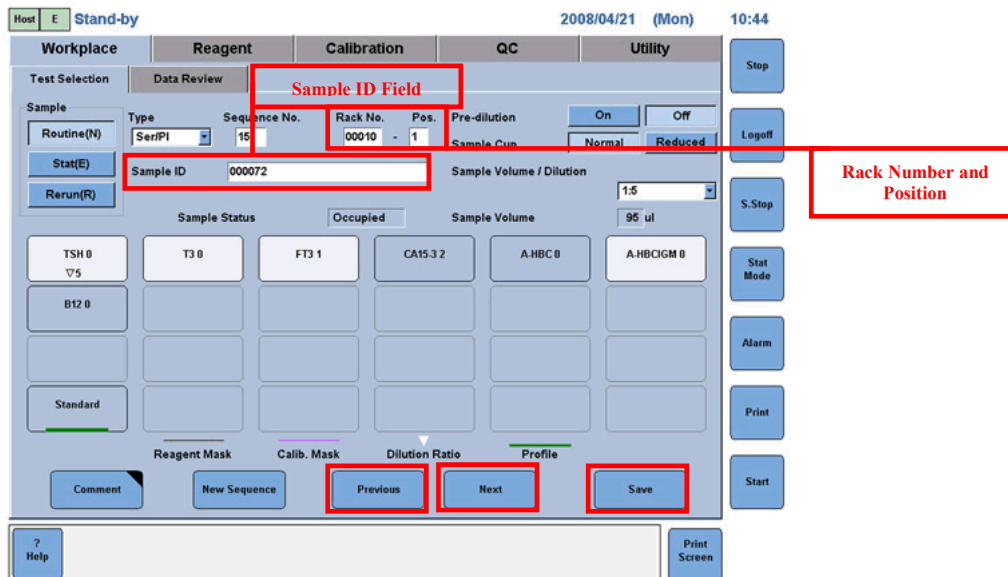 Host E Stand-by 2008/04/21 (Mon) 10:44
Workplace Reagent Calibration QC Utility
Stop
Test Selection Data Review
Sample ID Field
Sample
Type Sequence No. Rack No. Pos. Pre-dilution On Off
Routine(N) Ser/Pl 15 00010 - 1 Sample Cup Normal Reduced Logoff
Stat(E) Sample ID 000072 Sample Volume / Dilution
Rack Number and
Position
Rerun(R) 1:5 S.Stop
Sample Status Occupied Sample Volume 95 ul
TSH 0 T3 0 FT3 1 CA15-3 2 A-HBC 0 A-HBCIGM 0
▽5
Stat
Mode
B12 0
Alarm
Standard Print
Reagent Mask Calib. Mask Dilution Ratio Profile
Comment New Sequence Previous Next Save Start
?
Help
Print
Screen